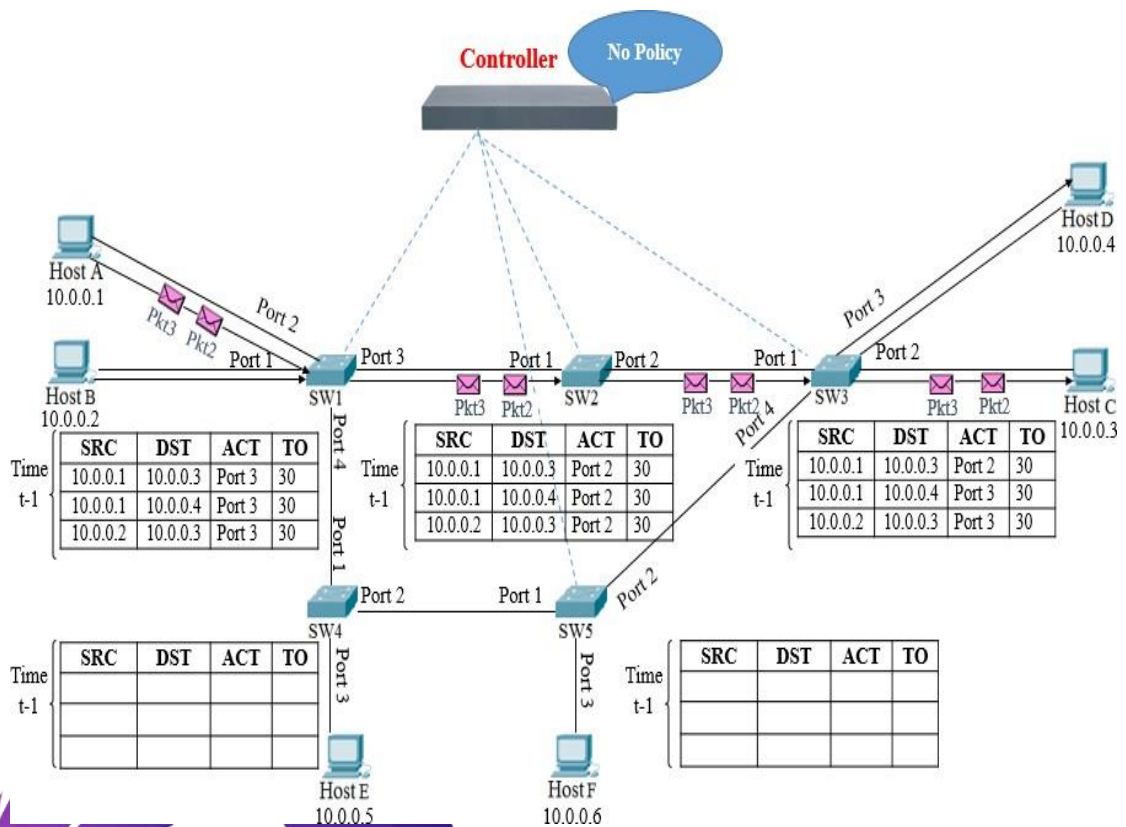 No Policy
Controller
Host D
10.0.0.4
Host A
10.0.0.1
Pkt3
Pkt2
Port 2
Port 3
Port 1
Port 3
Port 1
Port 2
Port 1
Port 2
Host B
10.0.0.2
SW1
Pkt3
Pkt2
SW2
Pkt3
Pkt2
Port 4
SW3
Pkt3
Pkt2
Host C
10.0.0.3
Port 4
Time
t-1
SRC DST ACT TO
10.0.0.1 10.0.0.3 Port 3 30
10.0.0.1 10.0.0.4 Port 3 30
10.0.0.2 10.0.0.3 Port 3 30
Time
t-1
SRC DST ACT TO
10.0.0.1 10.0.0.3 Port 2 30
10.0.0.1 10.0.0.4 Port 2 30
10.0.0.2 10.0.0.3 Port 2 30
Time
t-1
SRC DST ACT TO
10.0.0.1 10.0.0.3 Port 2 30
10.0.0.1 10.0.0.4 Port 3 30
10.0.0.2 10.0.0.3 Port 3 30
Port 1
Port 2
Port 1
Port 2
SW4
SW5
Port 3
Port 3
Time
t-1
SRC DST ACT TO
Time
t-1
SRC DST ACT TO
Host E
10.0.0.5
Host F
10.0.0.6